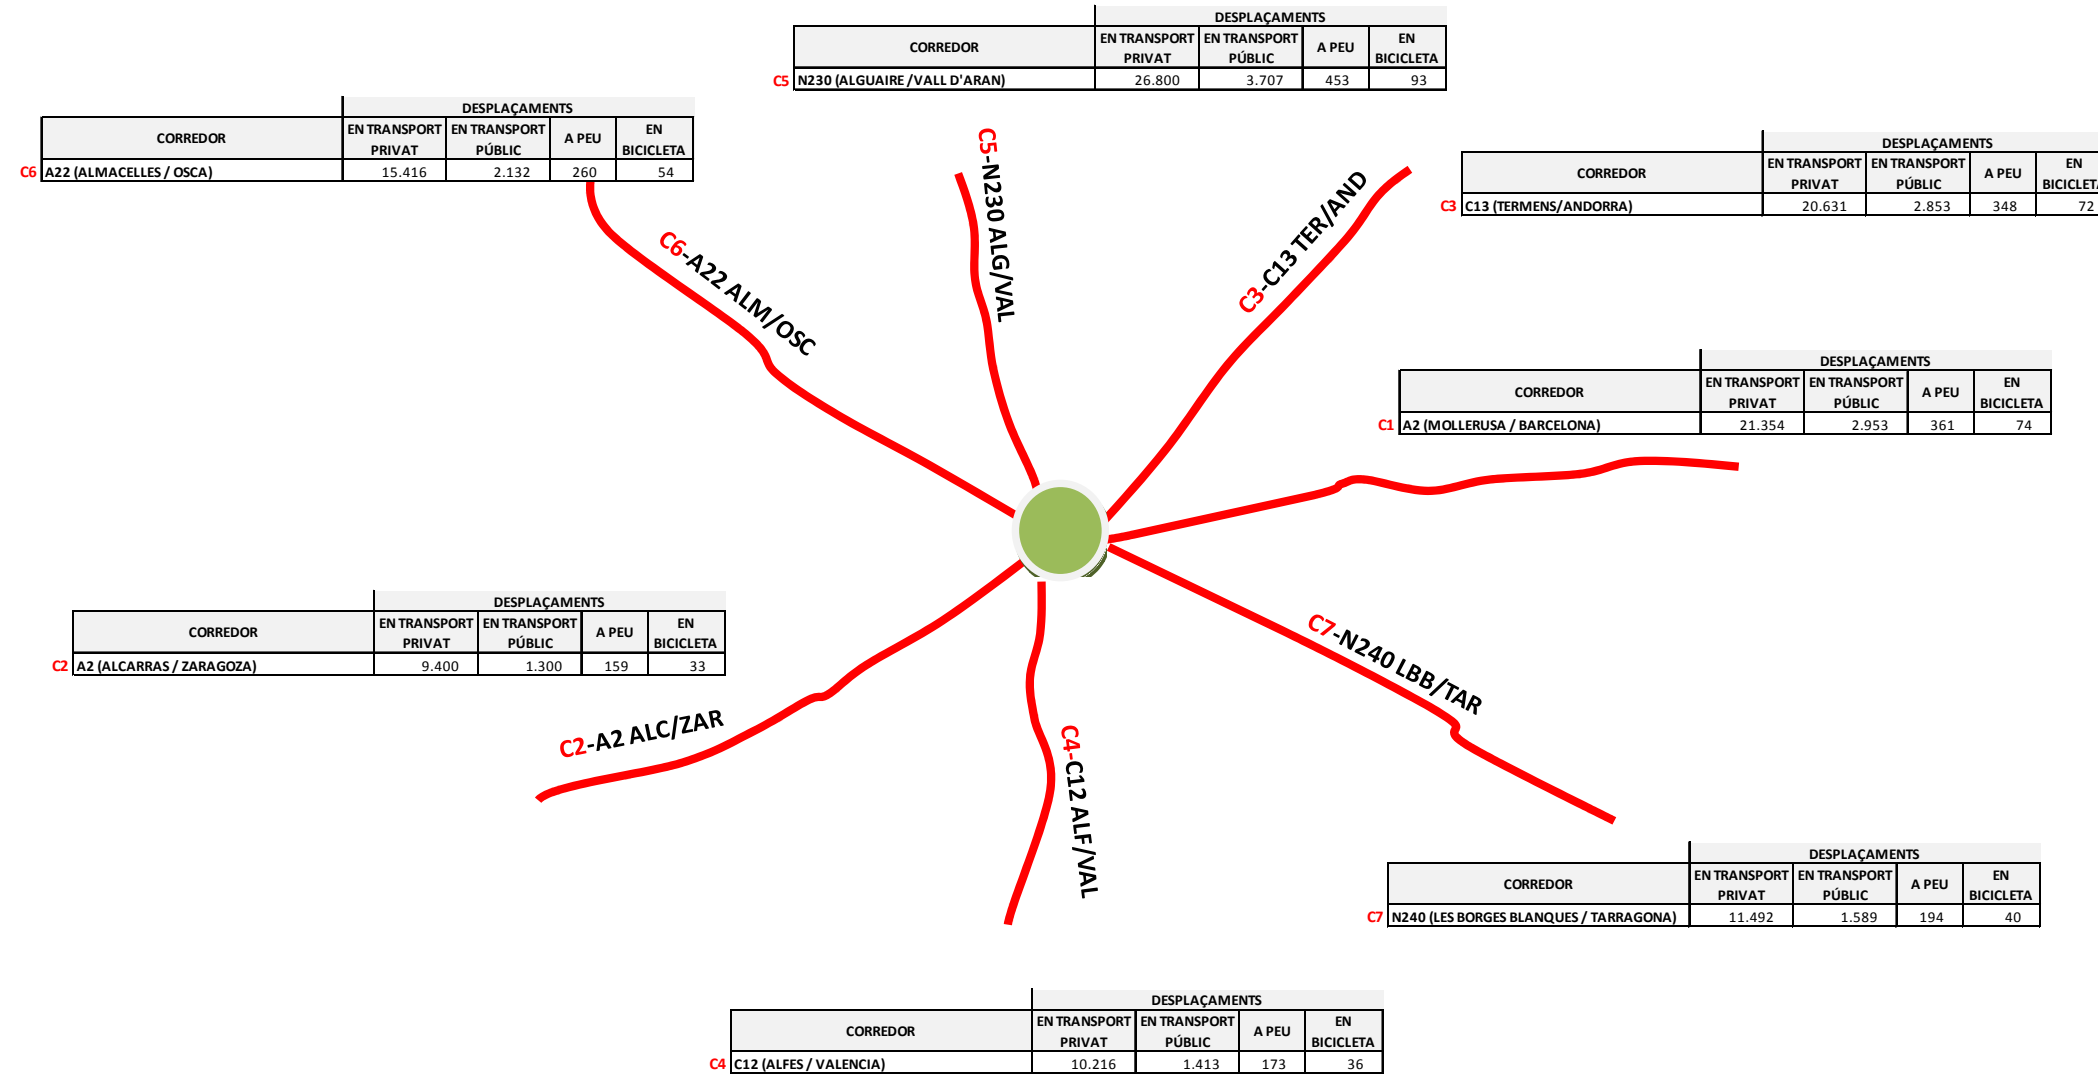 DESPLAÇAMENTS
CORREDOR EN TRANSPORT PRIVAT EN TRANSPORT PÚBLIC A PEU EN BICICLETA
C5 N230 (ALGUAIRE /VALL D'ARAN) 26.800 3.707 453 93
DESPLAÇAMENTS
CORREDOR EN TRANSPORT PRIVAT EN TRANSPORT PÚBLIC A PEU EN BICICLETA
C6 A22 (ALMACELLES / OSCA) 15.416 2.132 260 54
DESPLAÇAMENTS
CORREDOR EN TRANSPORT PRIVAT EN TRANSPORT PÚBLIC A PEU EN BICICLETA
C3 C13 (TERMENS/ANDORRA) 20.631 2.853 348 72
C5-N230 ALG/VAL
C3-C13 TER/AND
C6-A22 ALM/OSC
DESPLAÇAMENTS
CORREDOR EN TRANSPORT PRIVAT EN TRANSPORT PÚBLIC A PEU EN BICICLETA
C1 A2 (MOLLERUSA / BARCELONA) 21.354 2.953 361 74
DESPLAÇAMENTS
CORREDOR EN TRANSPORT PRIVAT EN TRANSPORT PÚBLIC A PEU EN BICICLETA
C2 A2 (ALCARRAS / ZARAGOZA) 9.400 1.300 159 33
C7-N240 LBB/TAR
C2-A2 ALC/ZAR
C4-C12 ALF/VAL
DESPLAÇAMENTS
CORREDOR EN TRANSPORT PRIVAT EN TRANSPORT PÚBLIC A PEU EN BICICLETA
C7 N240 (LES BORGES BLANQUES / TARRAGONA) 11.492 1.589 194 40
DESPLAÇAMENTS
CORREDOR EN TRANSPORT PRIVAT EN TRANSPORT PÚBLIC A PEU EN BICICLETA
C4 C12 (ALFES / VALENCIA) 10.216 1.413 173 36